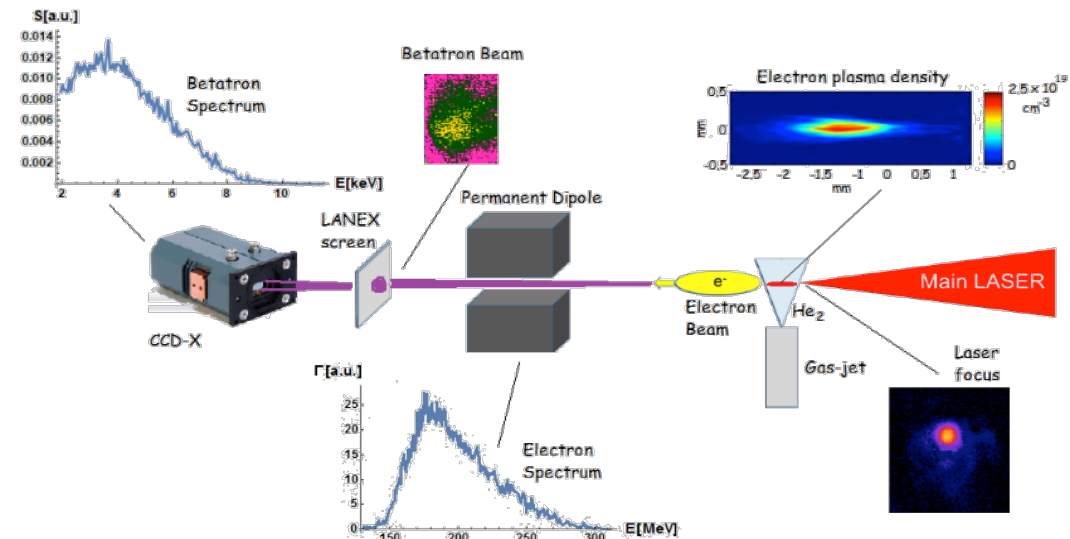 S[a.u.]
0.014
0.012
0.010
0.008
0.006
0.004
0.002
2
4
6
8
10
E[keV]
Betatron
Spectrum
Betatron Beam
Electron plasma density
0,5
0
-0,5
mm
-2,5
-2
-1,5
-1
-0,5
0
0,5
1
mm
2,5 x 10^19
cm^-3
0
LANEX
screen
Permanent Dipole
CCD-X
e-
Electron
Beam
He2
Main LASER
Gas-jet
Laser
focus
Γ[a.u.]
25
20
15
10
5
0
150
200
250
300
E[MeV]
Electron
Spectrum